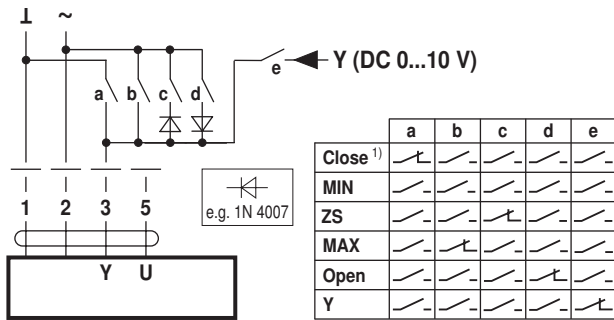 ⊥ ~
e Y (DC 0...10 V)
a b c d
1 2 3 5
e.g. 1N 4007
Y U
a b c d e
Close 1)
MIN
ZS
MAX
Open
Y